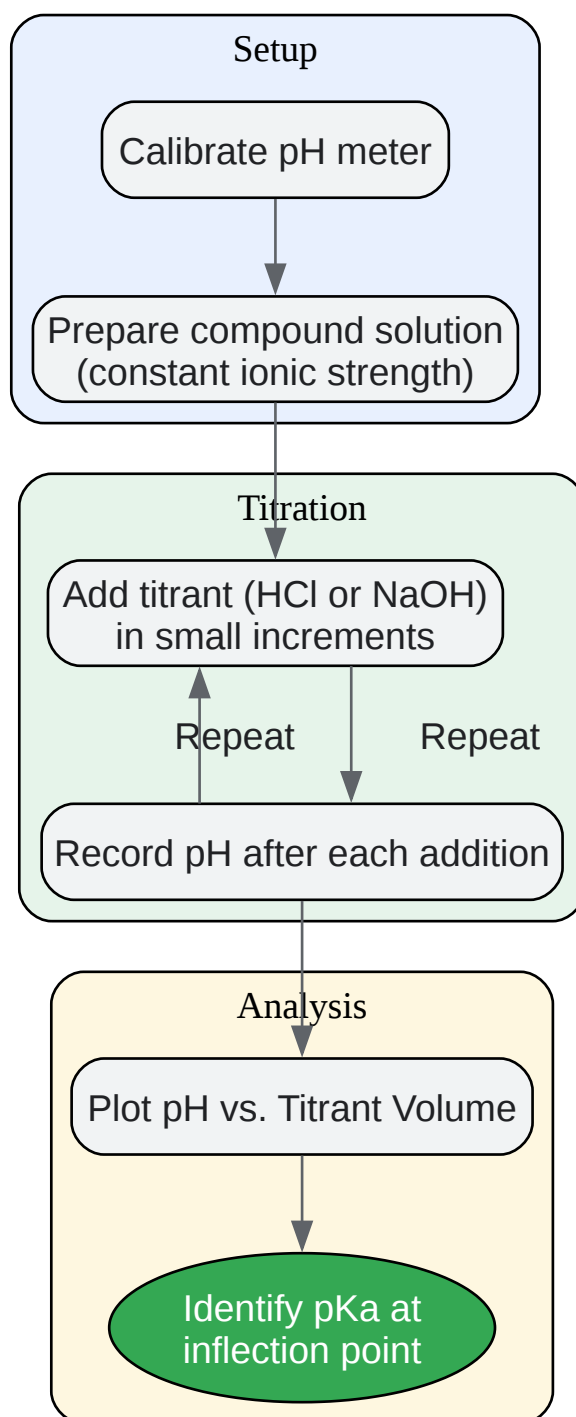 Setup
Calibrate pH meter
Prepare compound solution
(constant ionic strength)
Titration
Add titrant (HCl or NaOH)
in small increments
Repeat
Repeat
Record pH after each addition
Analysis
Plot pH vs. Titrant Volume
Identify pKa at
inflection point